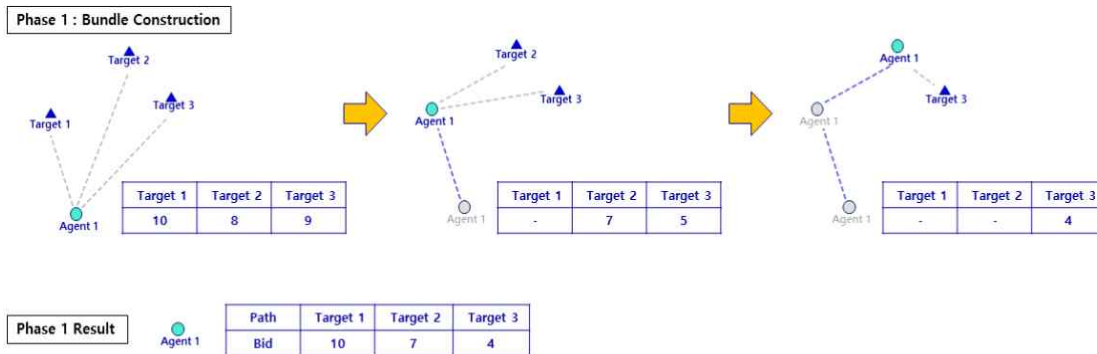 Phase 1 : Bundle Construction
Target 2
Target 3
Target 1
Agent 1
Target 1 Target 2 Target 3
10 8 9
Target 2
Target 3
Agent 1
Agent 1
Target 1 Target 2 Target 3
- 7 5
Agent 1
Target 3
Agent 1
Agent 1
Target 1 Target 2 Target 3
- - 4
Phase 1 Result
Agent 1
Path Target 1 Target 2 Target 3
Bid 10 7 4